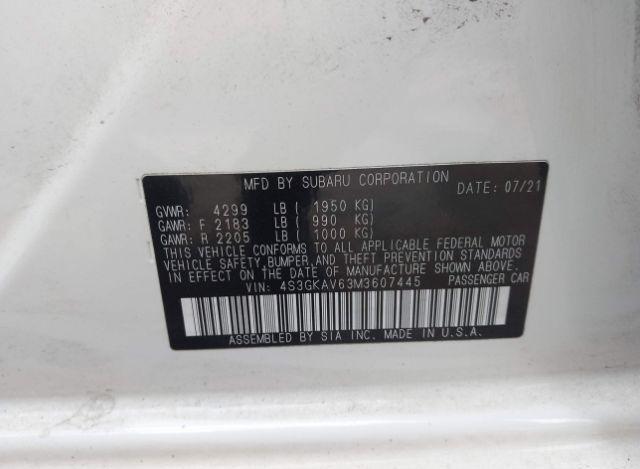 MFD BY SUBARU CORPORATION DATE: 07/21
GVWR: 4299 LB ( 1950 KG)
GAWR: F 2183 LB ( 990 KG)
GAWR: R 2205 LB ( 1000 KG)
THIS VEHICLE CONFORMS TO ALL APPLICABLE FEDERAL MOTOR
VEHICLE SAFETY, BUMPER AND THEFT PREVENTION STANDARDS
IN EFFECT ON THE DATE OF MANUFACTURE SHOWN ABOVE.
VIN: 4S3GKAV63M3607445 PASSENGER CAR
ASSEMBLED BY SIA INC. MADE IN U.S.A.